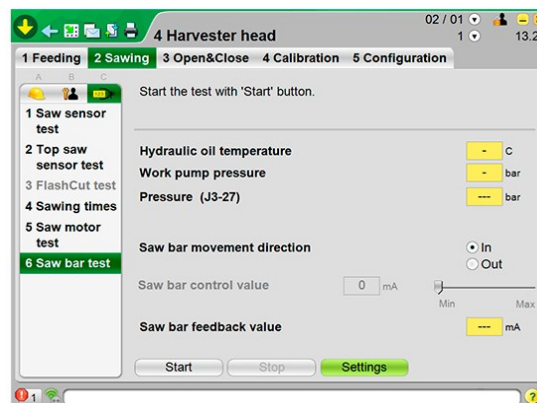 4 Harvester head
02 / 01
1
13.2
1 Feeding 2 Sawing 3 Open&Close 4 Calibration 5 Configuration
A B C
Start the test with 'Start' button.
1 Saw sensor
test
2 Top saw
sensor test
3 FlashCut test
4 Sawing times
5 Saw motor
test
6 Saw bar test
Hydraulic oil temperature - C
Work pump pressure - bar
Pressure (J3-27) --- bar
Saw bar movement direction In
Out
Saw bar control value 0 mA
Min Max
Saw bar feedback value --- mA
Start Stop Settings
1 ?